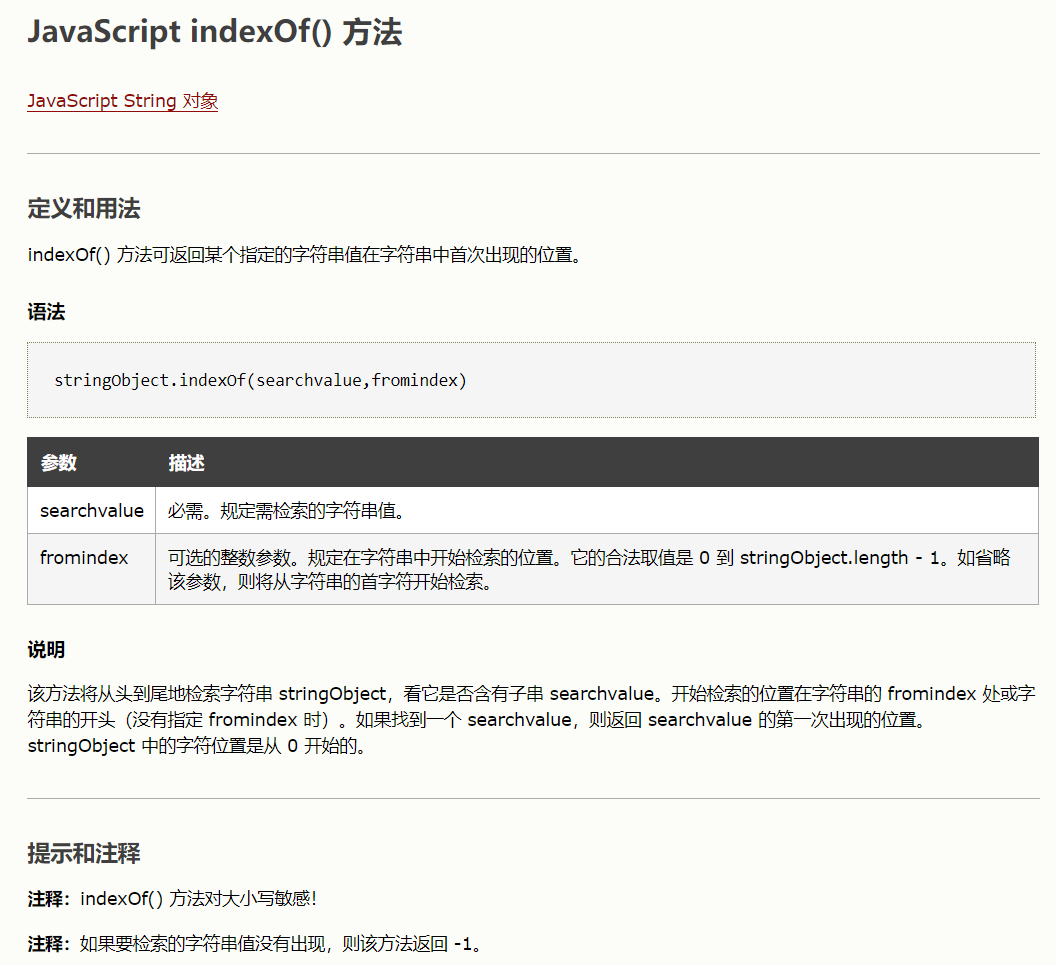 JavaScript indexOf() 方法
JavaScript String 对象
定义和用法
indexOf() 方法可返回某个指定的字符串值在字符串中首次出现的位置。
语法
stringObject.indexOf(searchvalue,fromindex)
参数 描述
searchvalue 必需。规定需检索的字符串值。
fromindex 可选的整数参数。规定在字符串中开始检索的位置。它的合法取值是 0 到 stringObject.length - 1。如省略
该参数，则将从字符串的首字符开始检索。
说明
该方法将从头到尾地检索字符串 stringObject，看它是否含有子串 searchvalue。开始检索的位置在字符串的 fromindex 处或字
符串的开头（没有指定 fromindex 时）。如果找到一个 searchvalue，则返回 searchvalue 的第一次出现的位置。
stringObject 中的字符位置是从 0 开始的。
提示和注释
注释：indexOf() 方法对大小写敏感！
注释：如果要检索的字符串值没有出现，则该方法返回 -1。